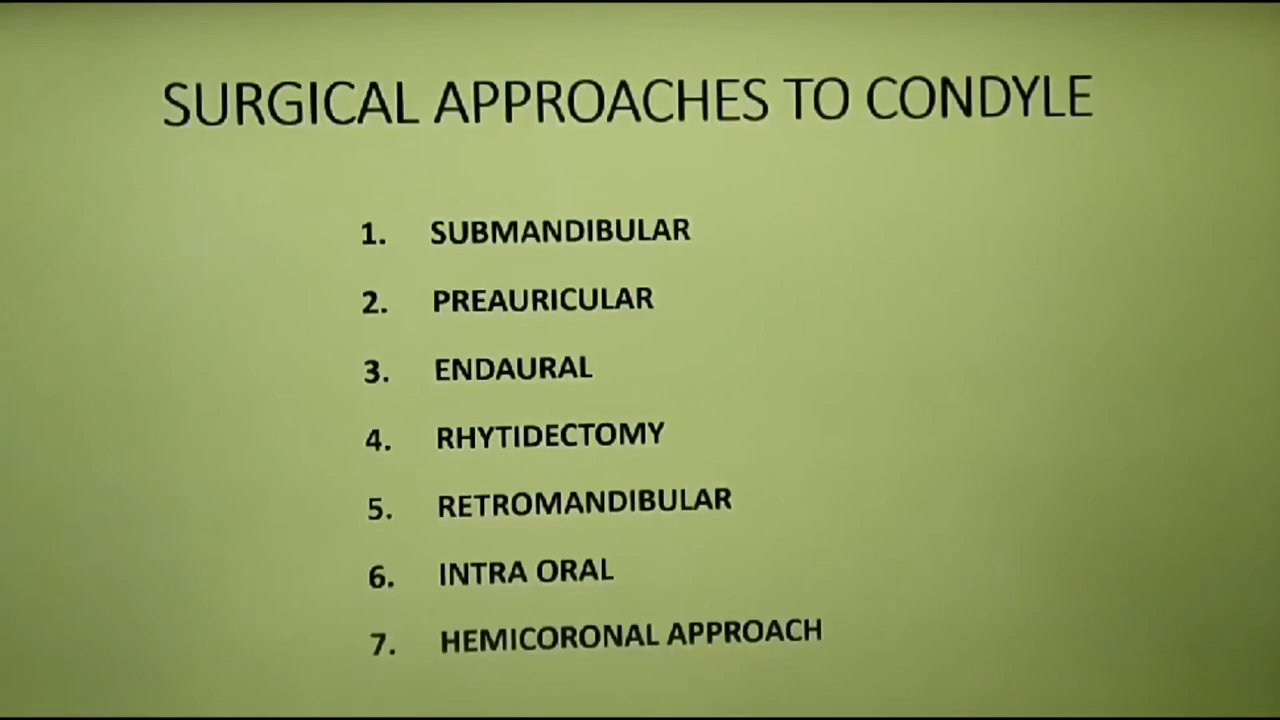 SURGICAL APPROACHES TO CONDYLE
1. SUBMANDIBULAR
2. PREAURICULAR
3. ENDAURAL
4. RHYTIDECTOMY
5. RETROMANDIBULAR
6. INTRA ORAL
7. HEMICORONAL APPROACH